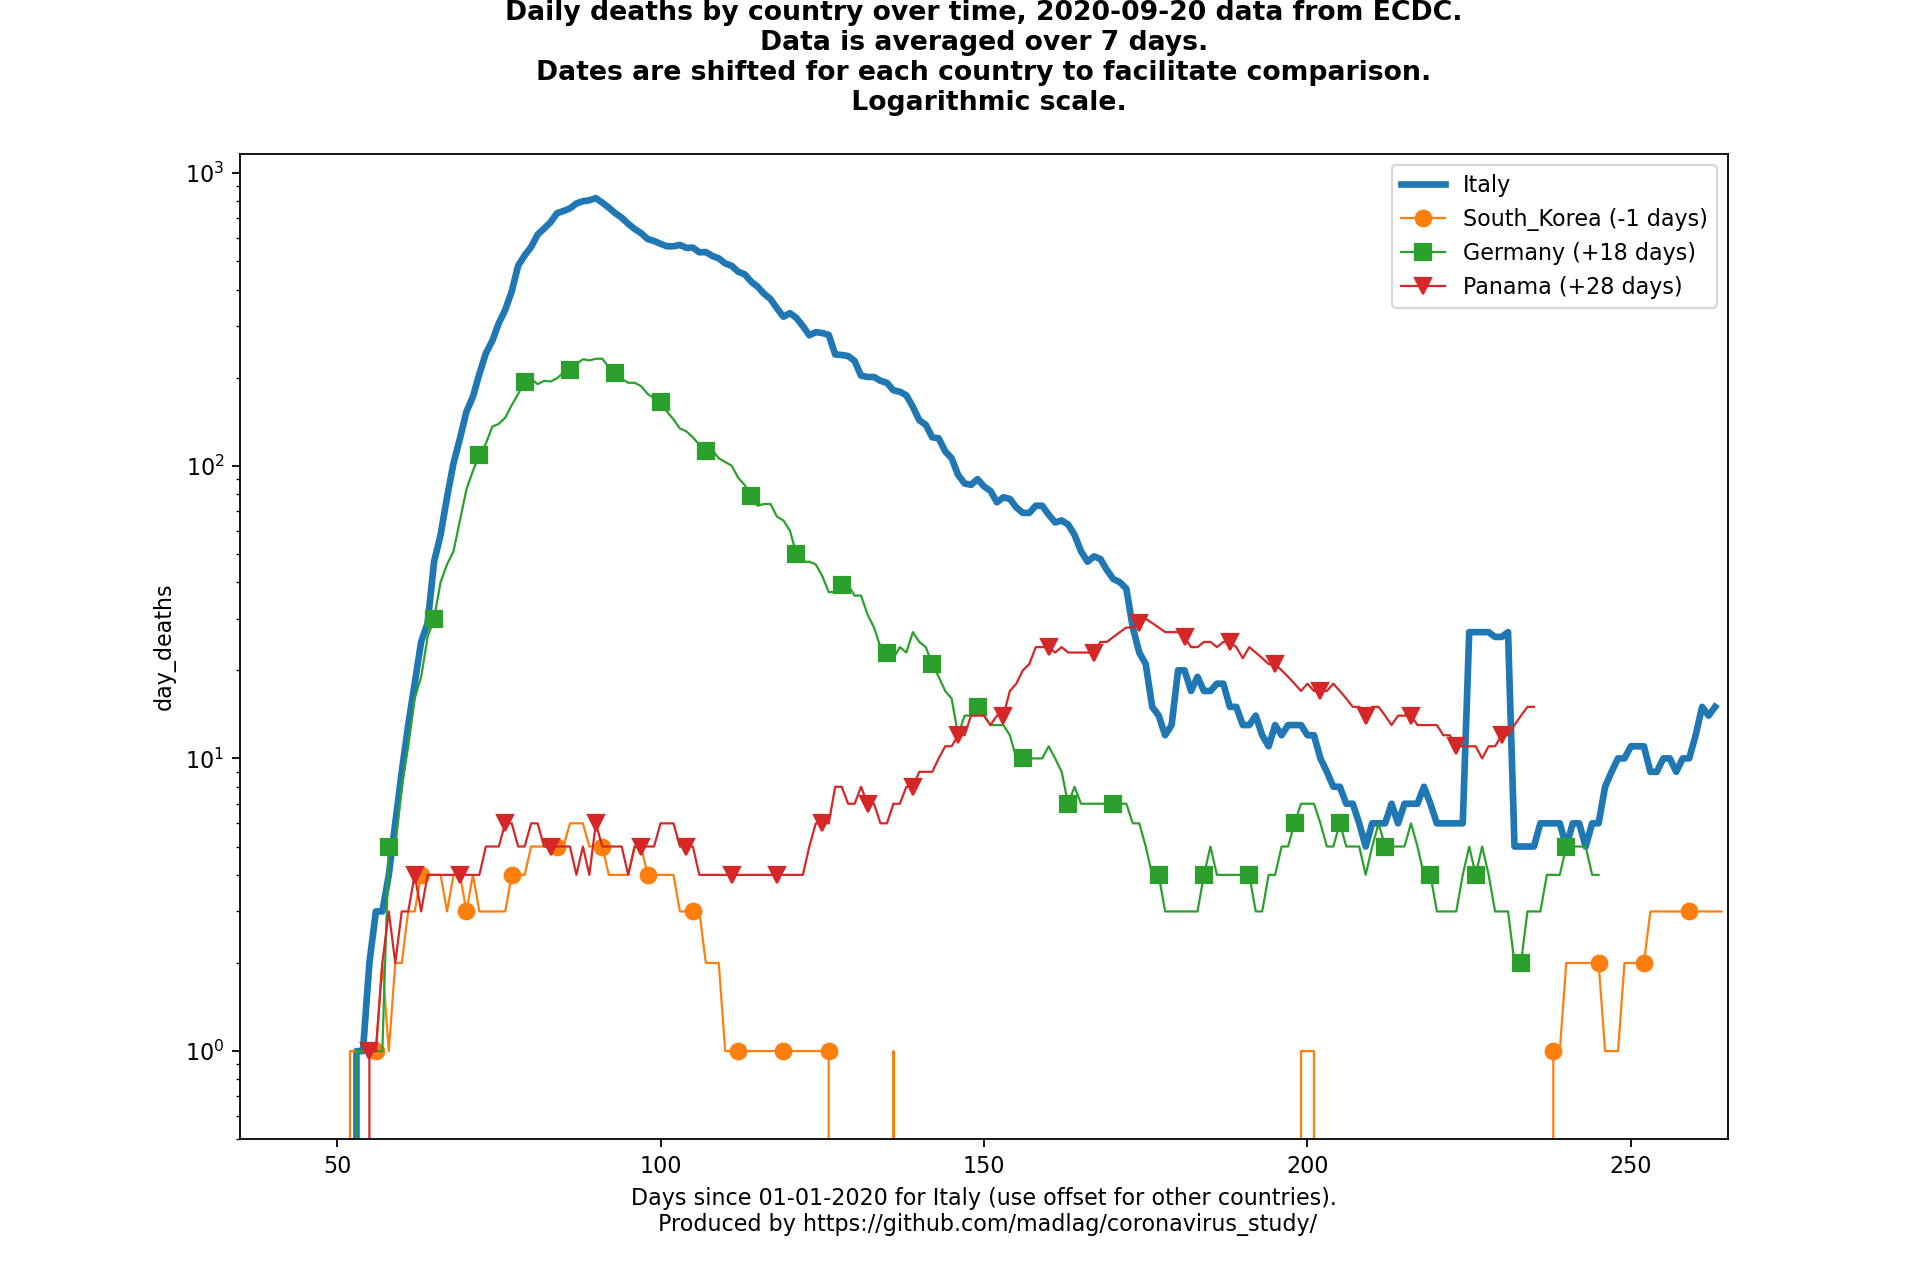 Daily deaths by country over time, 2020-09-20 data from ECDC.
Data is averaged over 7 days.
Dates are shifted for each country to facilitate comparison.
Logarithmic scale.
10³
10²
10¹
10⁰
day_deaths
Italy
South_Korea (-1 days)
Germany (+18 days)
Panama (+28 days)
50
100
150
200
250
Days since 01-01-2020 for Italy (use offset for other countries).
Produced by https://github.com/madlag/coronavirus_study/